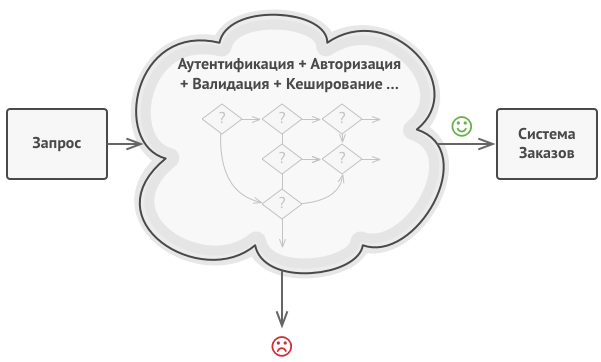 Аутентификация + Авторизация
+ Валидация + Кеширование ...
Запрос
? ? ?
? ?
?
Система
Заказов